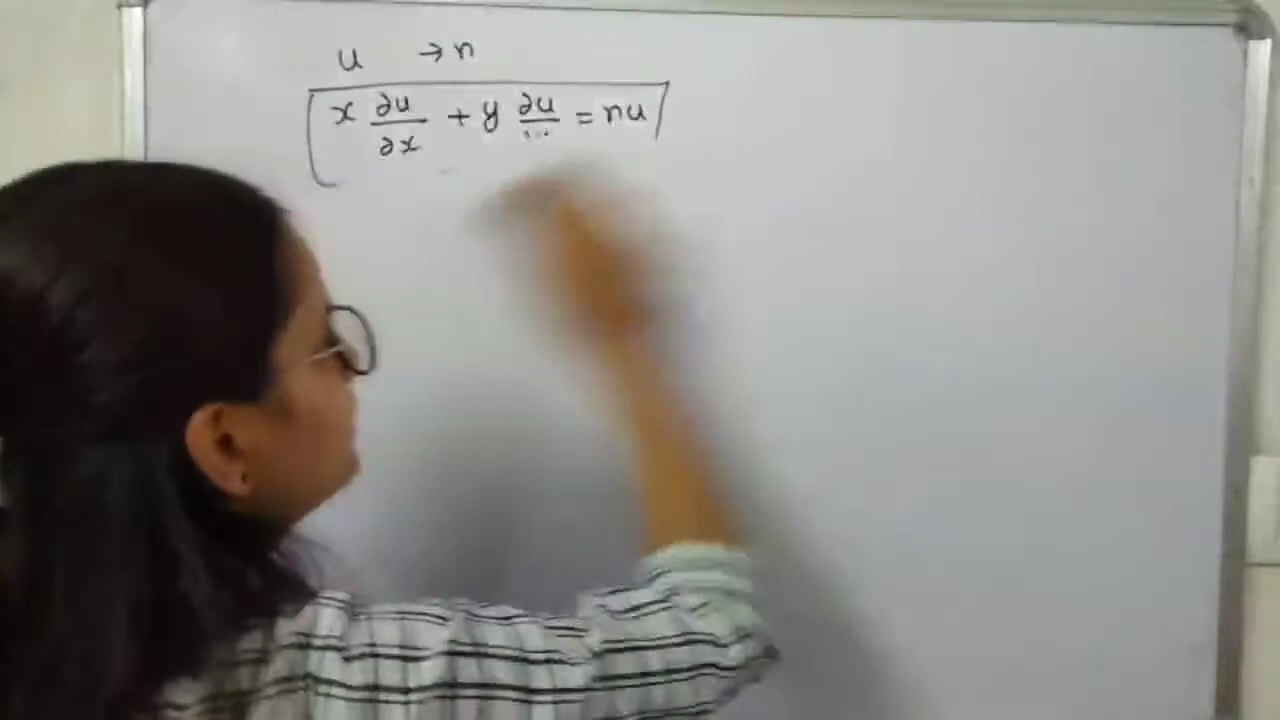 u → n
x ∂u/∂x + y ∂u/ = nu